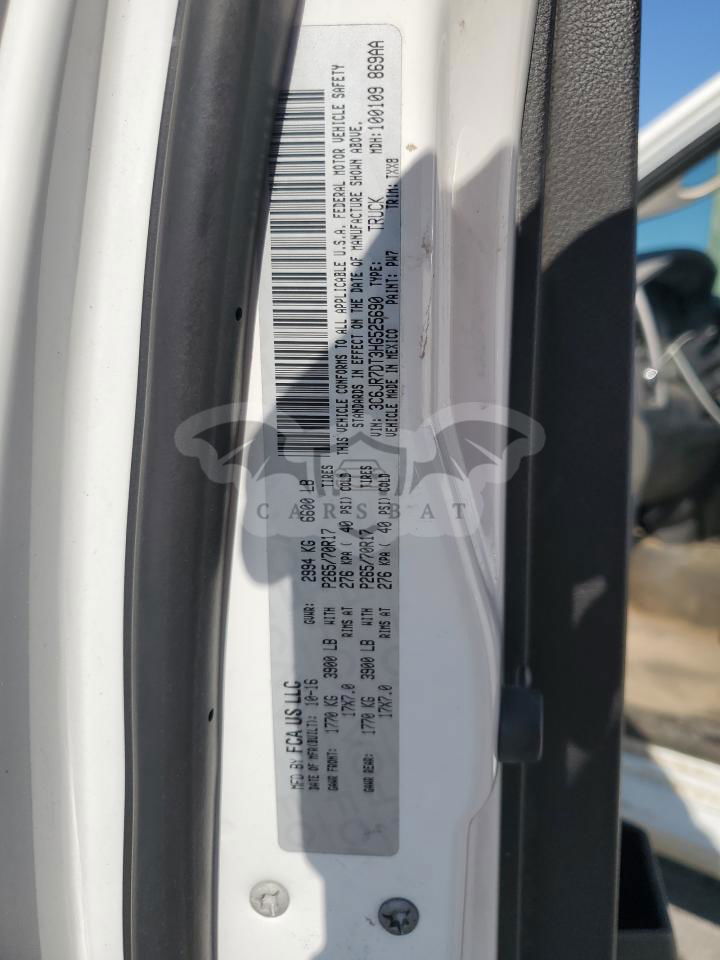 MFD BY FCA US LLC
DATE OF MFR(BUILT): 10-16 GVWR: 2994 KG 6600 LB
GAWR FRONT: 1770 KG 3900 LB WITH P265/70R17 TIRES
17X7.0 RIMS AT 276 KPA ( 40 PSI) COLD
GAWR REAR: 1770 KG 3900 LB WITH P265/70R17 TIRES
17X7.0 RIMS AT 276 KPA ( 40 PSI) COLD
THIS VEHICLE CONFORMS TO ALL APPLICABLE U.S.A. FEDERAL MOTOR VEHICLE SAFETY
STANDARDS IN EFFECT ON THE DATE OF MANUFACTURE SHOWN ABOVE.
VIN: 3C6JR7DT3HG525690 TYPE: TRUCK MDH: 100109 869AA
VEHICLE MADE IN MEXICO PAINT: PW7 TRIM: TXX8
CARSBAT